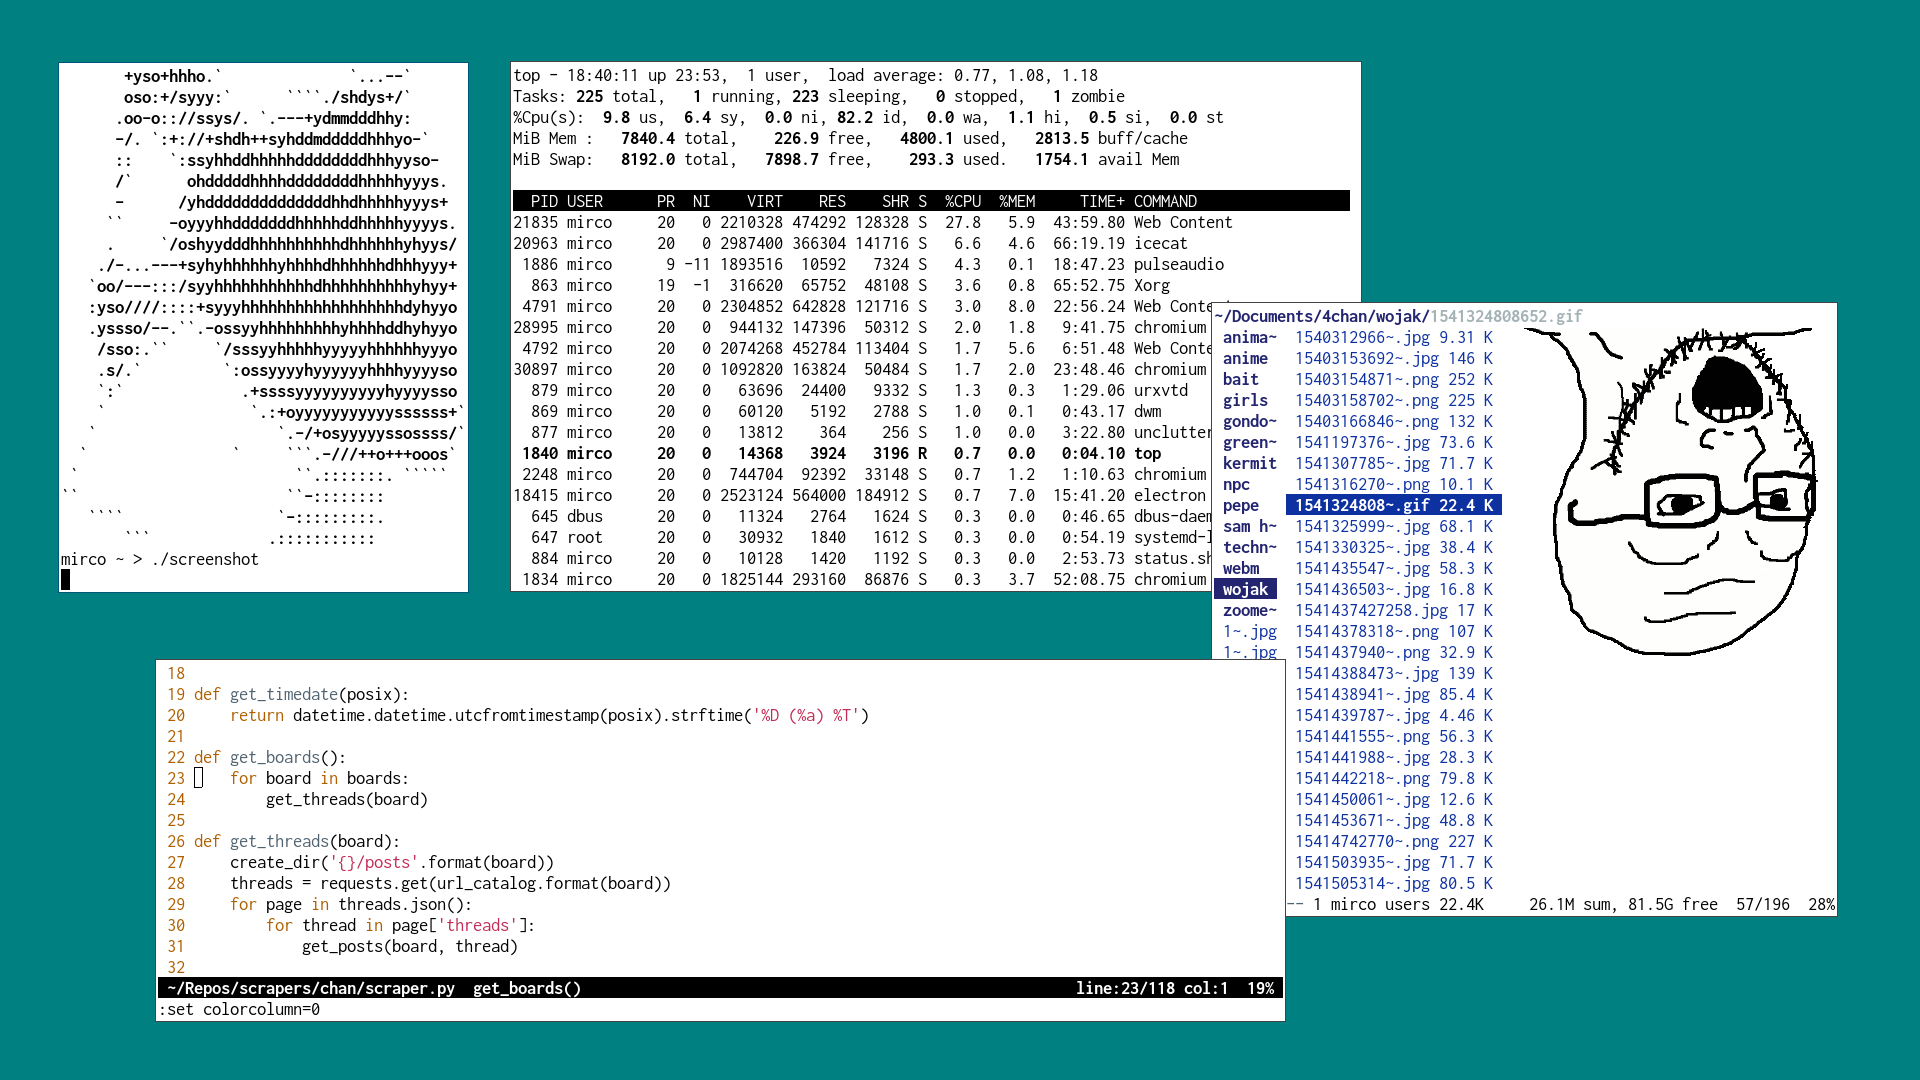 +yso+hhho.`              `...--`
oso:+/syyy:`      ````./shdys+/`
.oo-o:://ssys/. `.---+ydmmdddhhy:
-/. `:+://+shdh++syhddmdddddhhhyo-`
::    `:ssyhhddhhhhhddddddddhhhyyso-
/`      ohdddddhhhhddddddddhhhhhyyys.
-      /yhddddddddddddddhhdhhhhhyyys+
``     -oyyyhhdddddddhhhhhddhhhhhyyyys.
.     `/oshyydddhhhhhhhhhhdhhhhhhyhyys/
./-...---+syhyhhhhhhyhhhhdhhhhhhdhhhyyy+
`oo/---:::/syyhhhhhhhhhhhdhhhhhhhhhhyhyy+
:yso////::::+syyyhhhhhhhhhhhhhhhhhhdyhyyo
.yssso/--.``.-ossyyhhhhhhhhhyhhhhddhyhyyo
/sso:.``     `/sssyyhhhhhyyyyyhhhhhhyyyo
.s/.`         `:ossyyyyhyyyyyyhhhhyyyyso
`:`             .+ssssyyyyyyyyyyhyyyysso
`                `.:+oyyyyyyyyyyyssssss+`
`                    `.-/+osyyyyyssossss/`
`                `     ```.-///++o+++ooos`
`                        ``.:::::::. `````
``                       ``-::::::::
````                 `-:::::::::.
```             .:::::::::::
mirco ~ > ./screenshot
top - 18:40:11 up 23:53,  1 user,  load average: 0.77, 1.08, 1.18
Tasks: 225 total,   1 running, 223 sleeping,   0 stopped,   1 zombie
%Cpu(s):  9.8 us,  6.4 sy,  0.0 ni, 82.2 id,  0.0 wa,  1.1 hi,  0.5 si,  0.0 st
MiB Mem :   7840.4 total,    226.9 free,   4800.1 used,   2813.5 buff/cache
MiB Swap:   8192.0 total,   7898.7 free,    293.3 used.   1754.1 avail Mem
PID USER      PR  NI    VIRT    RES    SHR S  %CPU  %MEM     TIME+ COMMAND
21835 mirco     20   0 2210328 474292 128328 S  27.8   5.9  43:59.80 Web Content
20963 mirco     20   0 2987400 366304 141716 S   6.6   4.6  66:19.19 icecat
1886 mirco      9 -11 1893516  10592   7324 S   4.3   0.1  18:47.23 pulseaudio
863 mirco     19  -1  316620  65752  48108 S   3.6   0.8  65:52.75 Xorg
4791 mirco     20   0 2304852 642828 121716 S   3.0   8.0  22:56.24 Web Conte
28995 mirco     20   0  944132 147396  50312 S   2.0   1.8   9:41.75 chromium
4792 mirco     20   0 2074268 452784 113404 S   1.7   5.6   6:51.48 Web Conte
30897 mirco     20   0 1092820 163824  50484 S   1.7   2.0  23:48.46 chromium
879 mirco     20   0   63696  24400   9332 S   1.3   0.3   1:29.06 urxvtd
869 mirco     20   0   60120   5192   2788 S   1.0   0.1   0:43.17 dwm
877 mirco     20   0   13812    364    256 S   1.0   0.0   3:22.80 unclutter
1840 mirco     20   0   14368   3924   3196 R   0.7   0.0   0:04.10 top
2248 mirco     20   0  744704  92392  33148 S   0.7   1.2   1:10.63 chromium
18415 mirco     20   0 2523124 564000 184912 S   0.7   7.0  15:41.20 electron
645 dbus      20   0   11324   2764   1624 S   0.3   0.0   0:46.65 dbus-daem
647 root      20   0   30932   1840   1612 S   0.3   0.0   0:54.19 systemd-l
884 mirco     20   0   10128   1420   1192 S   0.3   0.0   2:53.73 status.sh
1834 mirco     20   0 1825144 293160  86876 S   0.3   3.7  52:08.75 chromium
~/Documents/4chan/wojak/1541324808652.gif
anima~  1540312966~.jpg 9.31 K
anime   15403153692~.jpg 146 K
bait    15403154871~.png 252 K
girls   15403158702~.png 225 K
gondo~  15403166846~.png 132 K
green~  1541197376~.jpg 73.6 K
kermit  1541307785~.jpg 71.7 K
npc     1541316270~.png 10.1 K
pepe    1541324808~.gif 22.4 K
sam h~  1541325999~.jpg 68.1 K
techn~  1541330325~.jpg 38.4 K
webm    1541435547~.jpg 58.3 K
wojak   1541436503~.jpg 16.8 K
zoome~  1541437427258.jpg 17 K
1~.jpg  15414378318~.png 107 K
1~.jpg  1541437940~.png 32.9 K
15414388473~.jpg 139 K
1541438941~.jpg 85.4 K
1541439787~.jpg 4.46 K
1541441555~.png 56.3 K
1541441988~.jpg 28.3 K
1541442218~.png 79.8 K
1541450061~.jpg 12.6 K
1541453671~.jpg 48.8 K
15414742770~.png 227 K
1541503935~.jpg 71.7 K
1541505314~.jpg 80.5 K
-- 1 mirco users 22.4K     26.1M sum, 81.5G free  57/196  28%
18
19 def get_timedate(posix):
20     return datetime.datetime.utcfromtimestamp(posix).strftime('%D (%a) %T')
21
22 def get_boards():
23     for board in boards:
24         get_threads(board)
25
26 def get_threads(board):
27     create_dir('{}/posts'.format(board))
28     threads = requests.get(url_catalog.format(board))
29     for page in threads.json():
30         for thread in page['threads']:
31             get_posts(board, thread)
32
~/Repos/scrapers/chan/scraper.py  get_boards()     line:23/118 col:1  19%
:set colorcolumn=0